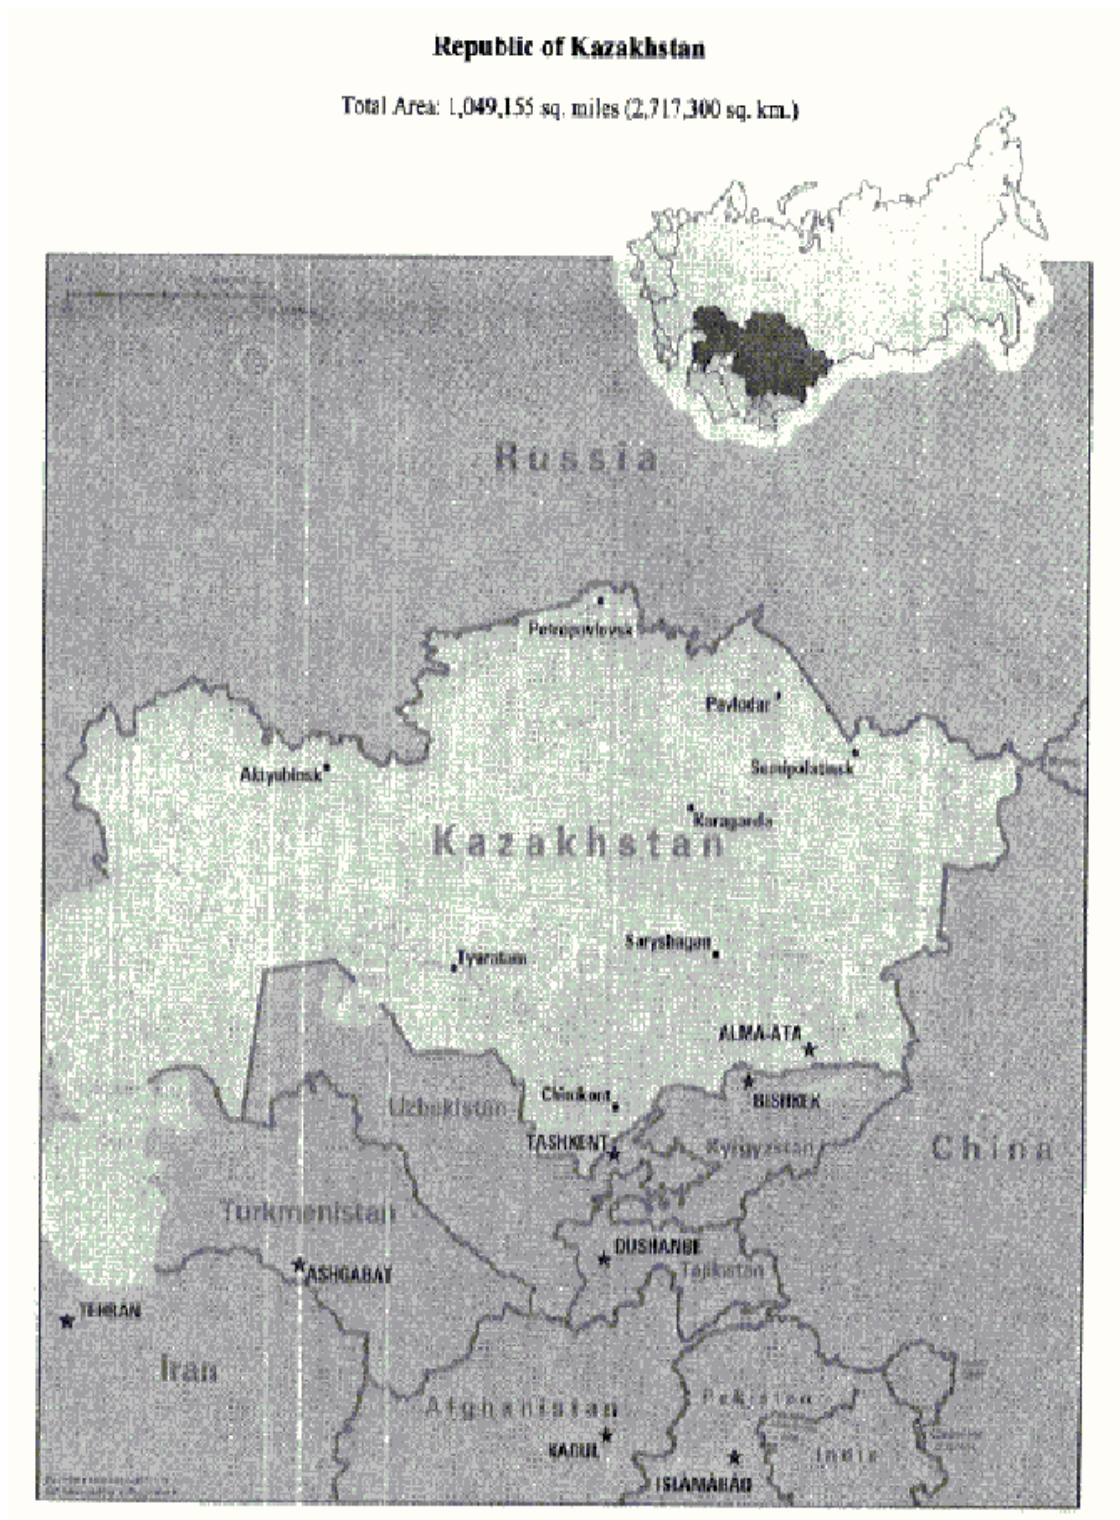 Republic of Kazakhstan
Total Area: 1,049,155 sq. miles (2,717,300 sq. km.)
Russia
Petropavlovsk
Pavlodar
Semipalatinsk
Aktyubinsk
Karaganda
Kazakhstan
Saryshagan
Tyuratam
ALMA-ATA
Chimkent
BISHKEK
Uzbekistan
TASHKENT
Kyrgyzstan
China
Turkmenistan
DUSHANBE
Tajikistan
ASHGABAT
TEHRAN
Iran
Pakistan
Afghanistan
KABUL
India
ISLAMABAD